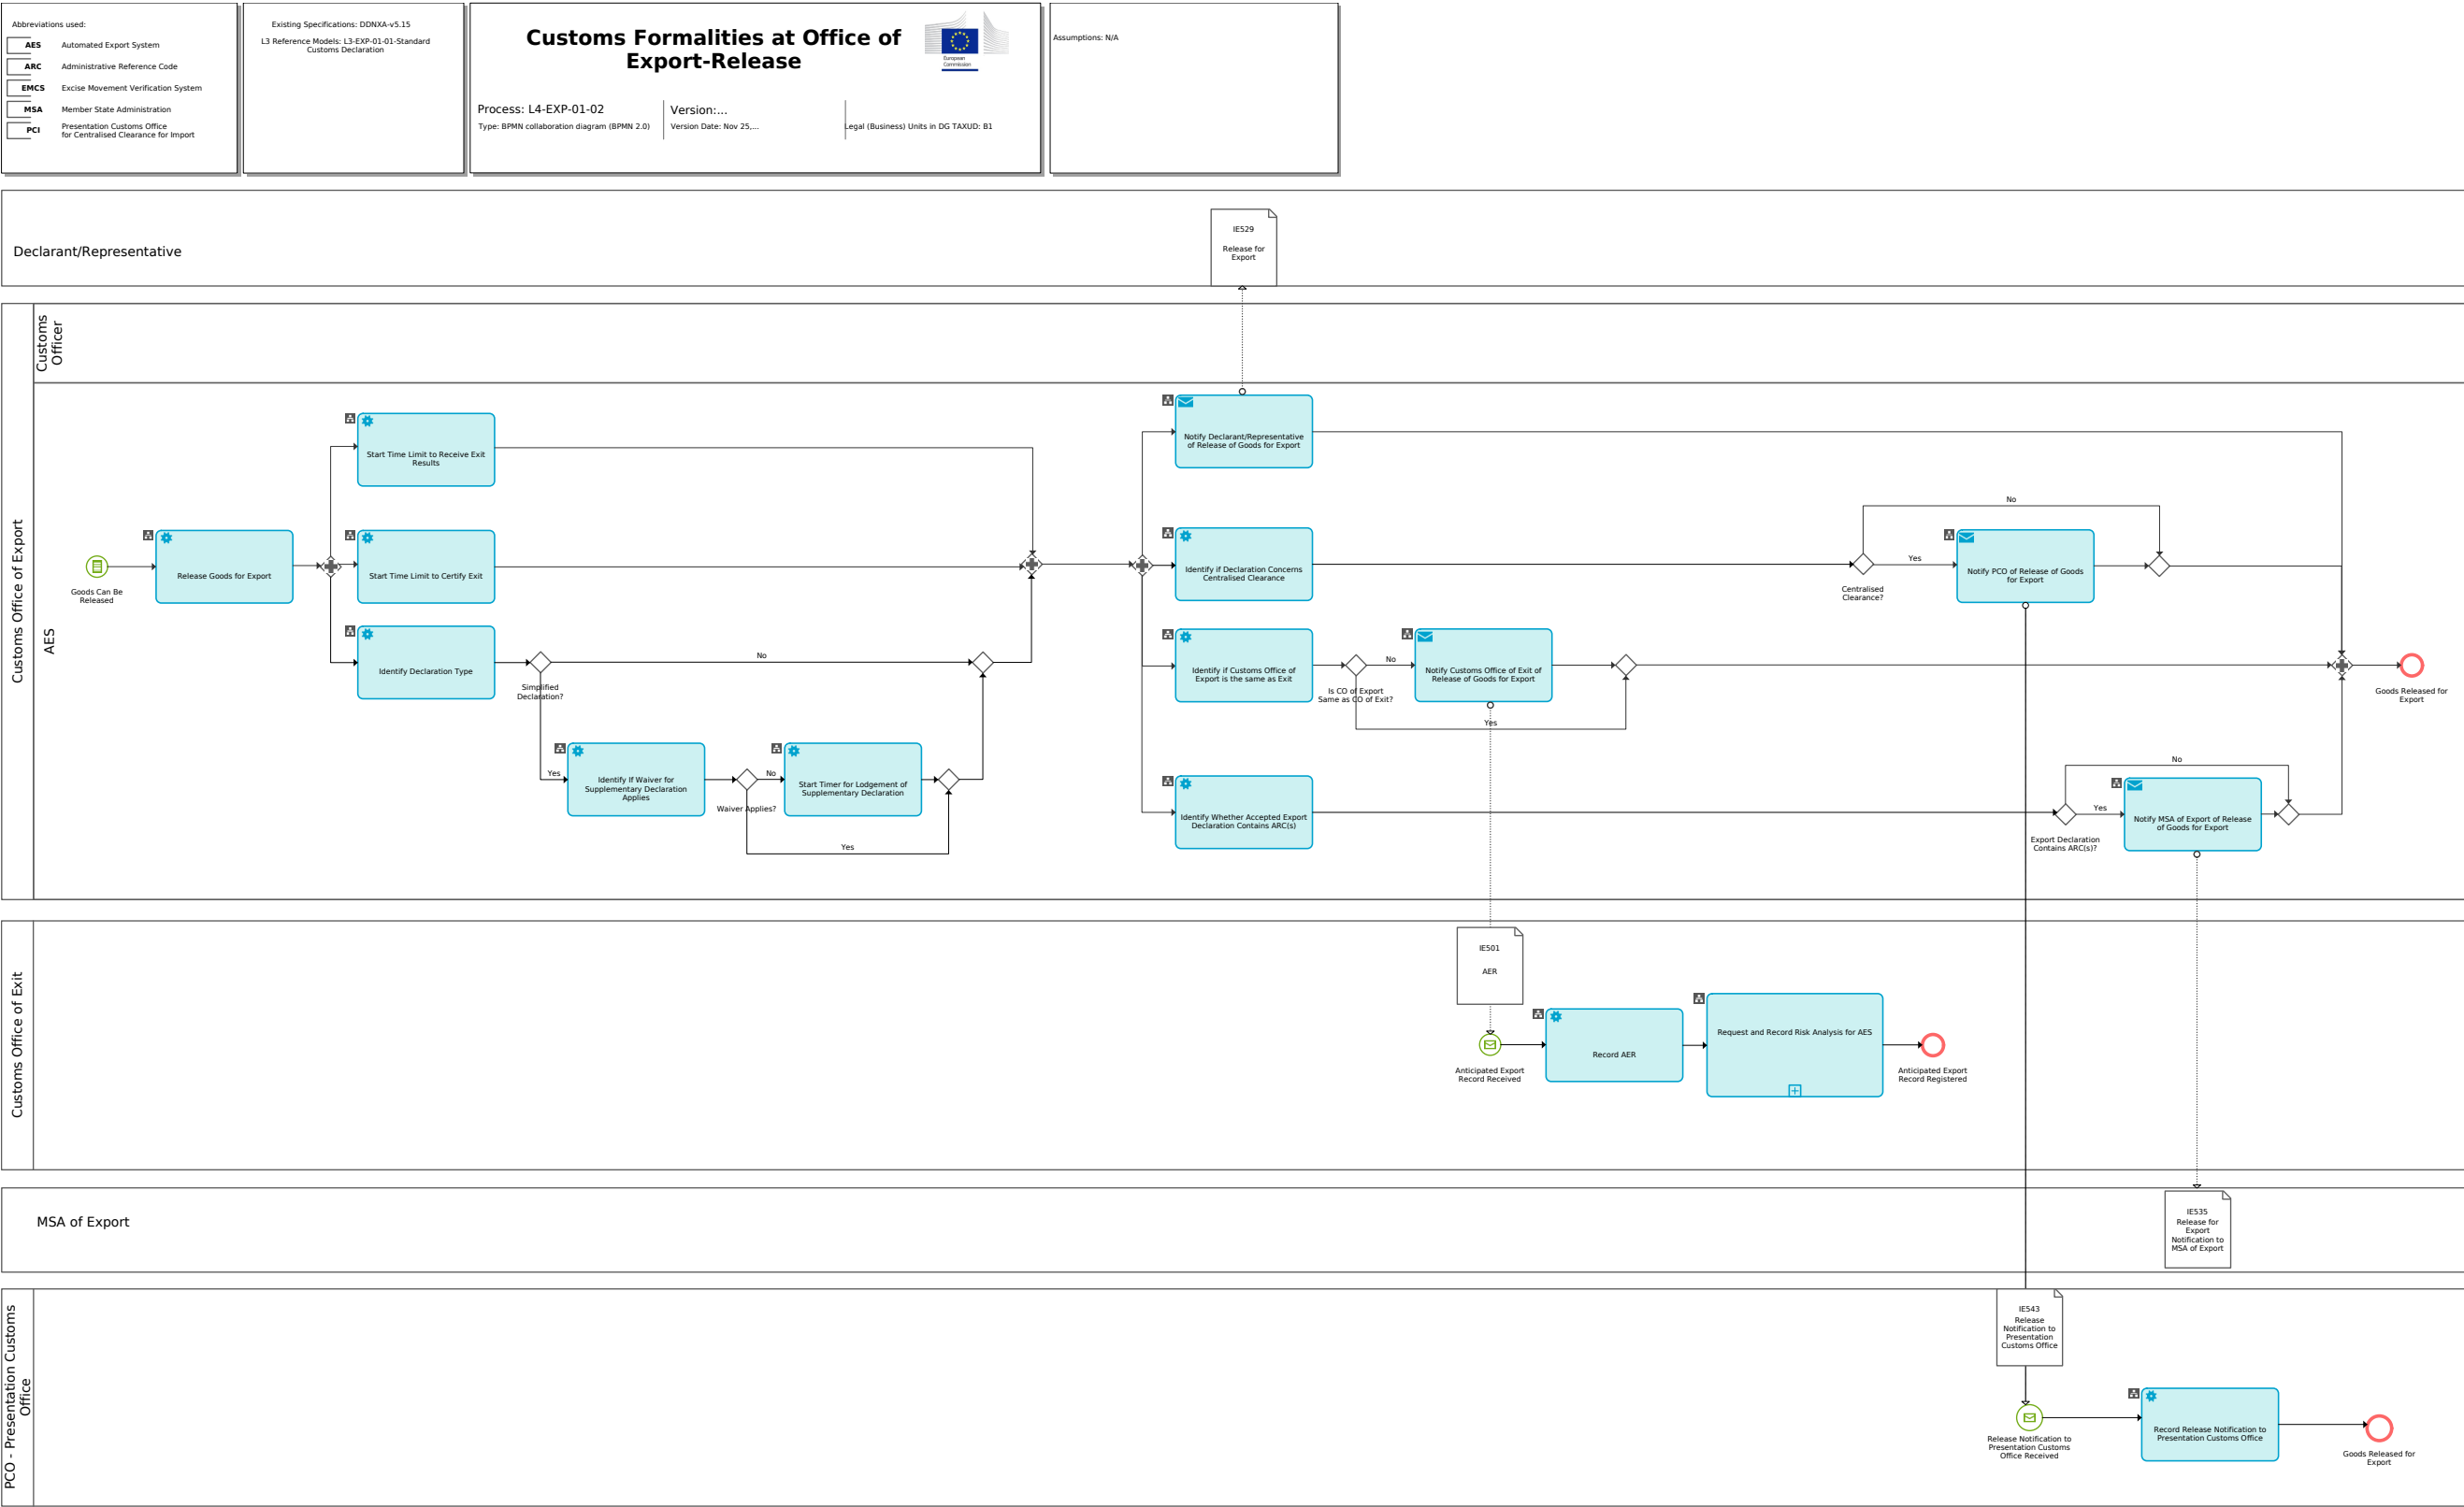 Abbreviations used:
AES Automated Export System
ARC Administrative Reference Code
EMCS Excise Movement Verification System
MSA Member State Administration
PCI Presentation Customs Office
for Centralised Clearance for Import
Existing Specifications: DDNXA-v5.15
L3 Reference Models: L3-EXP-01-01-Standard
Customs Declaration
Customs Formalities at Office of
Export-Release
European
Commission
Process: L4-EXP-01-02
Version:...
Type: BPMN collaboration diagram (BPMN 2.0)
Version Date: Nov 25,...
Legal (Business) Units in DG TAXUD: B1
Assumptions: N/A
Declarant/Representative
IE529
Release for
Export
Customs Office of Export
Customs
Officer
AES
Goods Can Be
Released
Release Goods for Export
Start Time Limit to Receive Exit
Results
Start Time Limit to Certify Exit
Identify Declaration Type
Simplified
Declaration?
No
Yes
Identify If Waiver for
Supplementary Declaration
Applies
Waiver Applies?
No
Start Timer for Lodgement of
Supplementary Declaration
Yes
Notify Declarant/Representative
of Release of Goods for Export
Identify if Declaration Concerns
Centralised Clearance
Centralised
Clearance?
No
Yes
Notify PCO of Release of Goods
for Export
Identify if Customs Office of
Export is the same as Exit
Is CO of Export
Same as CO of Exit?
No
Notify Customs Office of Exit of
Release of Goods for Export
Yes
Identify Whether Accepted Export
Declaration Contains ARC(s)
Export Declaration
Contains ARC(s)?
No
Yes
Notify MSA of Export of Release
of Goods for Export
Goods Released for
Export
Customs Office of Exit
IE501
AER
Anticipated Export
Record Received
Record AER
Request and Record Risk Analysis for AES
Anticipated Export
Record Registered
MSA of Export
IE535
Release for
Export
Notification to
MSA of Export
PCO - Presentation Customs
Office
IE543
Release
Notification to
Presentation
Customs Office
Release Notification to
Presentation Customs
Office Received
Record Release Notification to
Presentation Customs Office
Goods Released for
Export